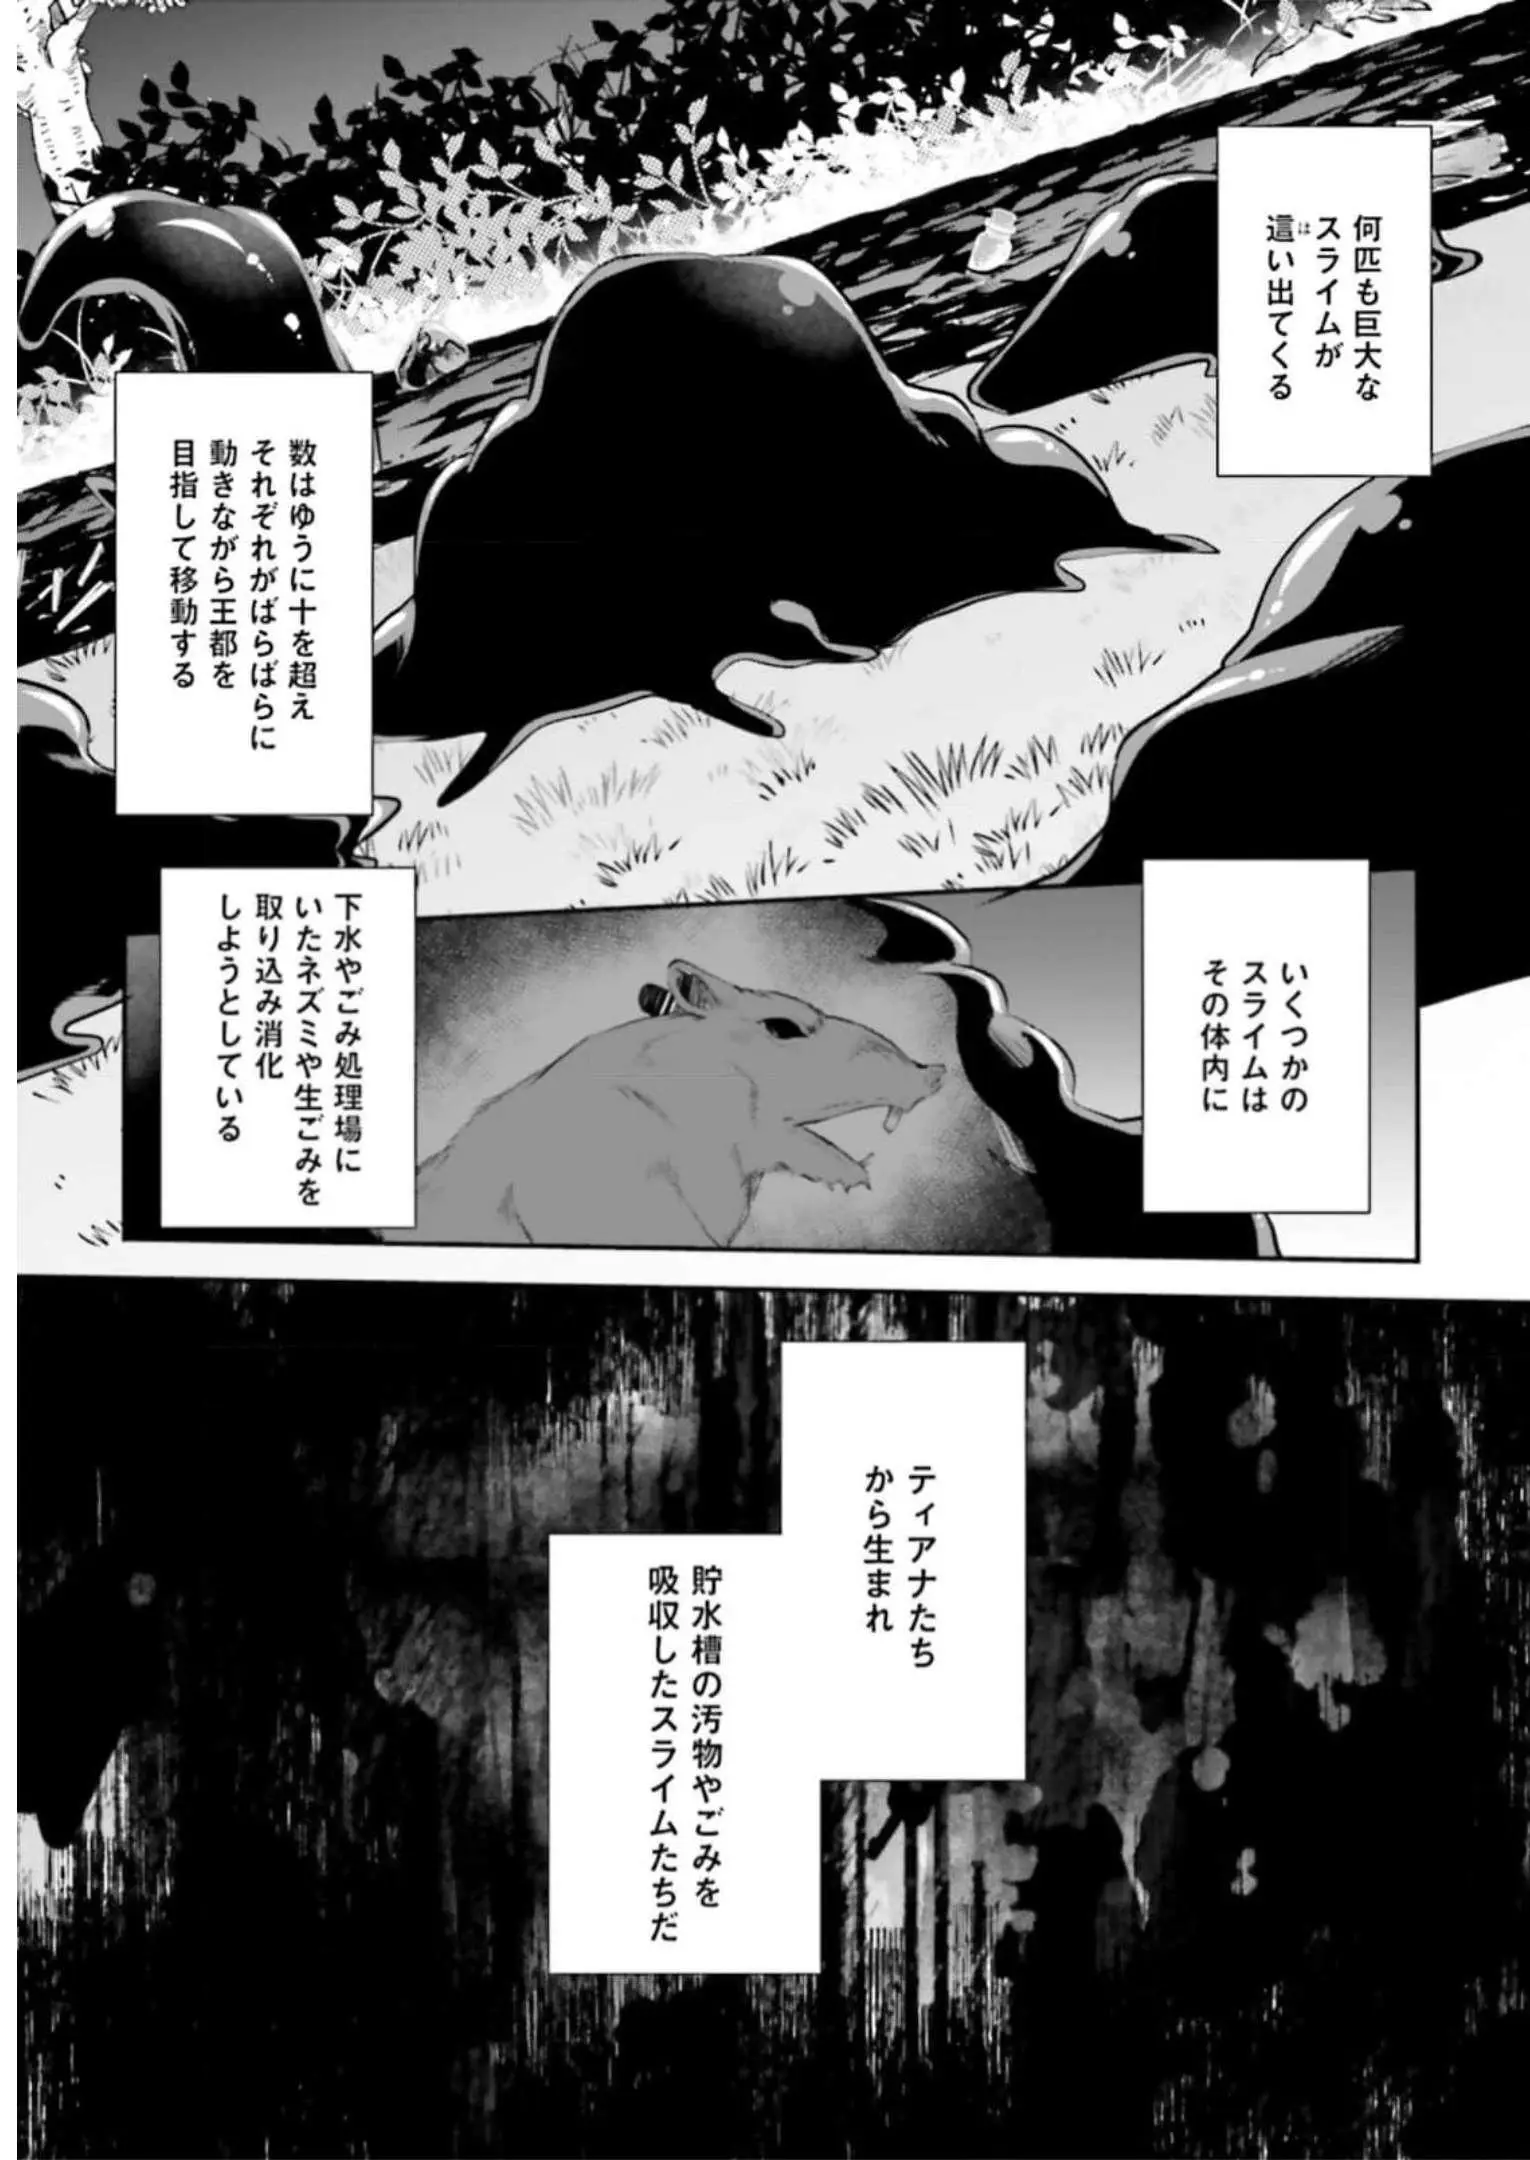 何匹も巨大な
スライムが
這い出てくる
は
数はゆうに十を超え
それぞれがばらばらに
動きながら王都を
目指して移動する
いくつかの
スライムは
その体内に
下水やごみ処理場に
いたネズミや生ごみを
取り込み消化
しようとしている
ティアナたち
から生まれ
貯水槽の汚物やごみを
吸収したスライムたちだ